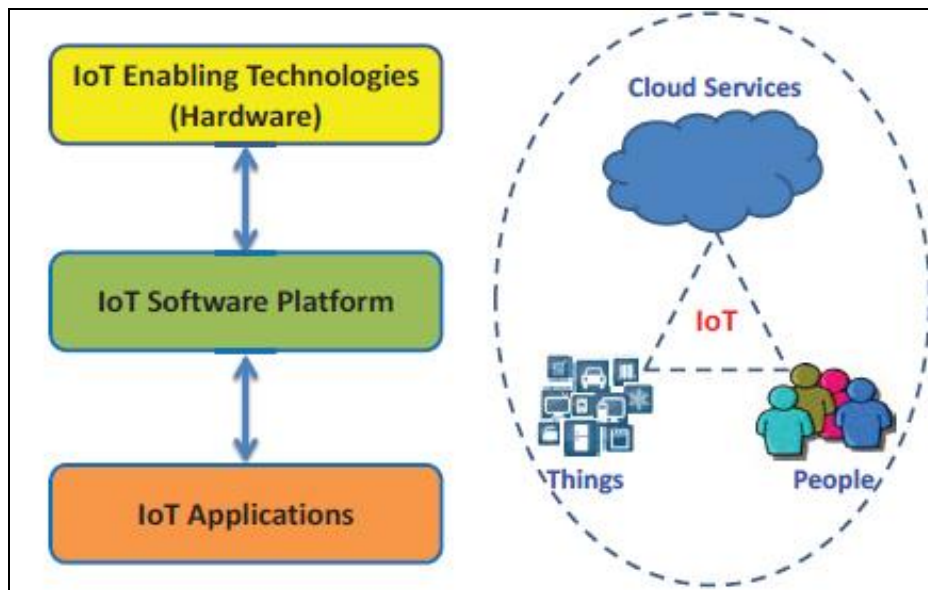 IoT Enabling Technologies
(Hardware)
IoT Software Platform
IoT Applications
Cloud Services
IoT
Things
People